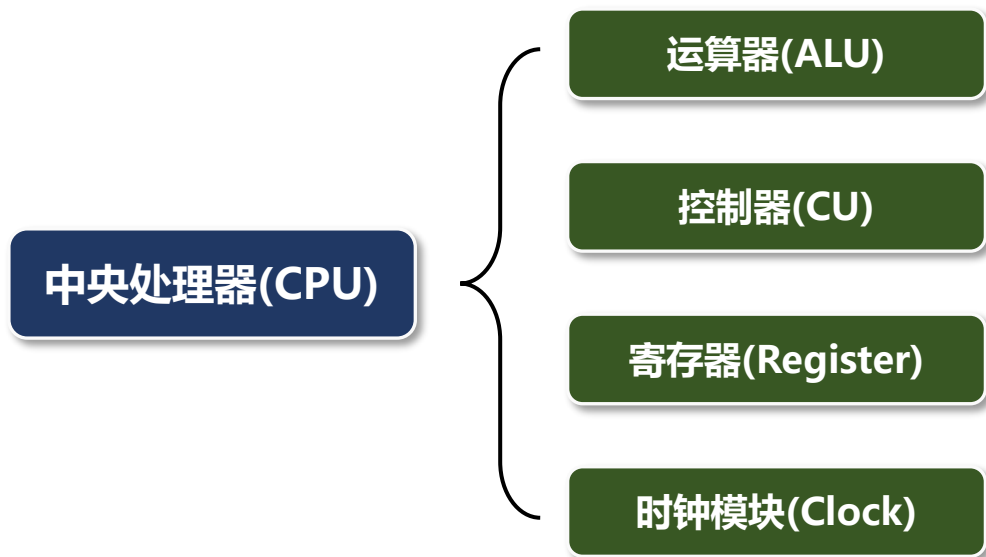 中央处理器(CPU)
运算器(ALU)
控制器(CU)
寄存器(Register)
时钟模块(Clock)